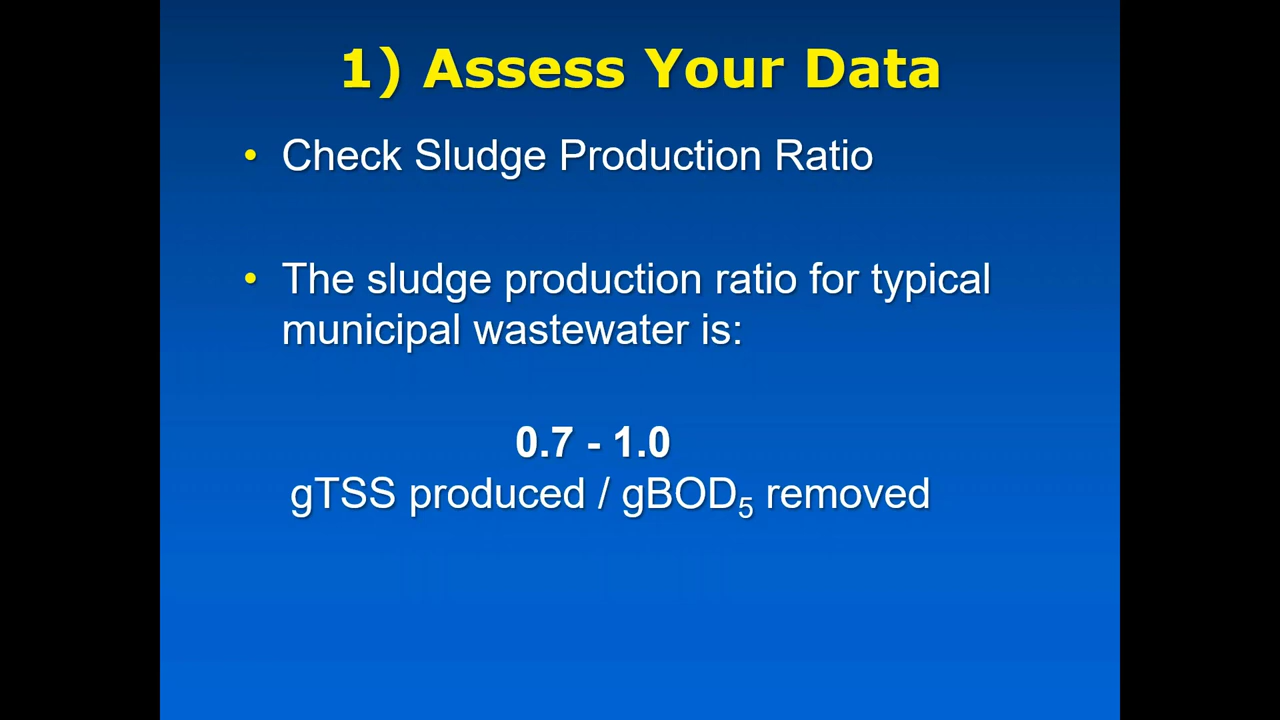 1) Assess Your Data
• Check Sludge Production Ratio
• The sludge production ratio for typical
municipal wastewater is:
0.7 - 1.0
gTSS produced / gBOD₅ removed